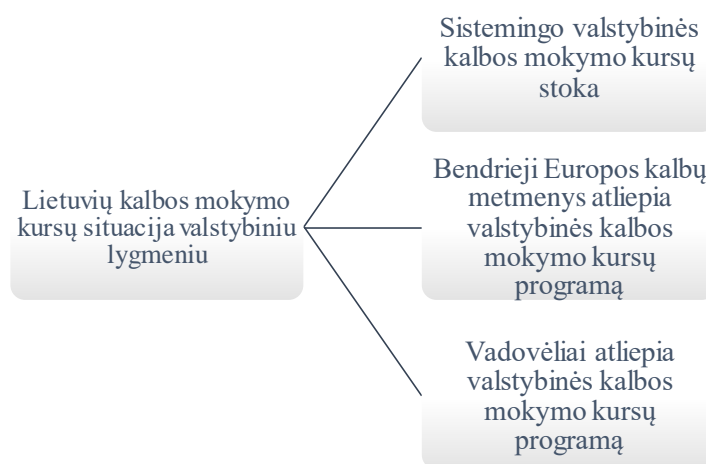 Lietuvių kalbos mokymo
kursų situacija valstybiniu
lygmeniu
Sistemingo valstybinės
kalbos mokymo kursų
stoka
Bendrieji Europos kalbų
metmenys atliepia
valstybinės kalbos
mokymo kursų
programą
Vadovėliai atliepia
valstybinės kalbos
mokymo kursų
programą